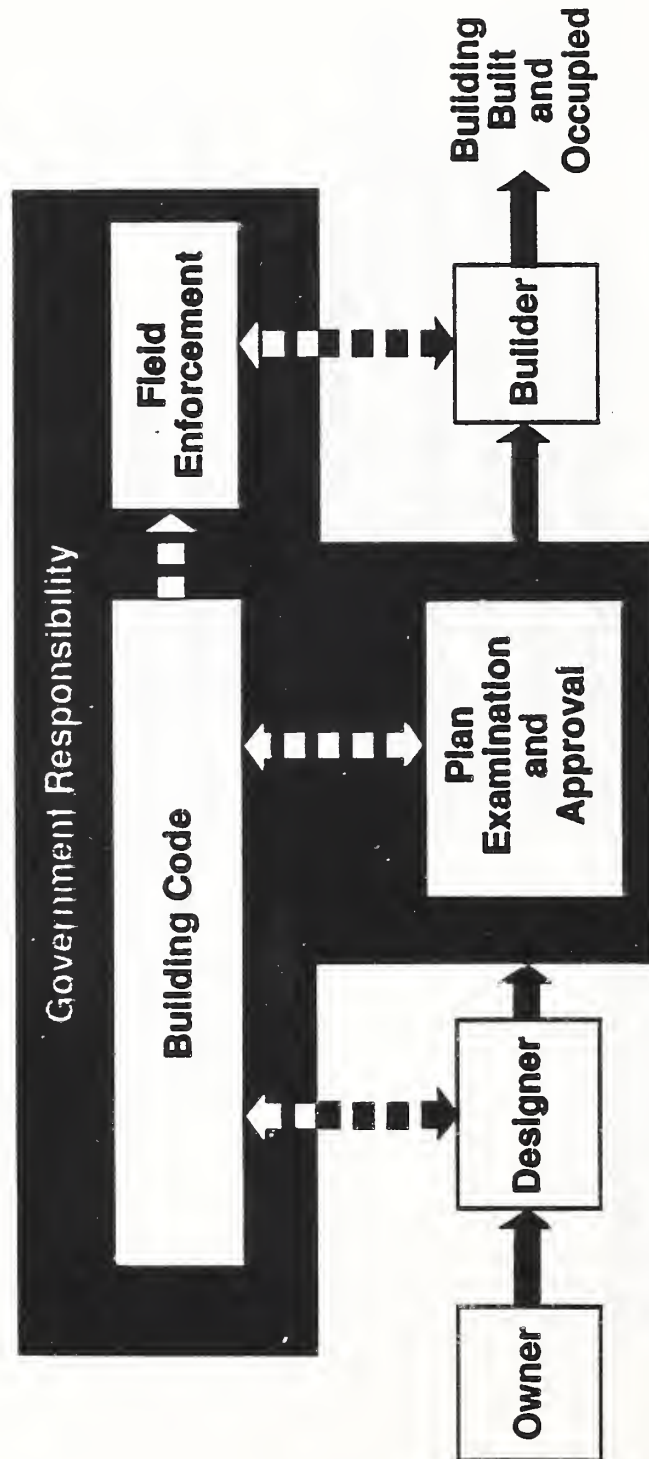 Government Responsibility
Building Code
Field
Enforcement
Plan
Examination
and
Approval
Owner
Designer
Builder
Building
Built
and
Occupied